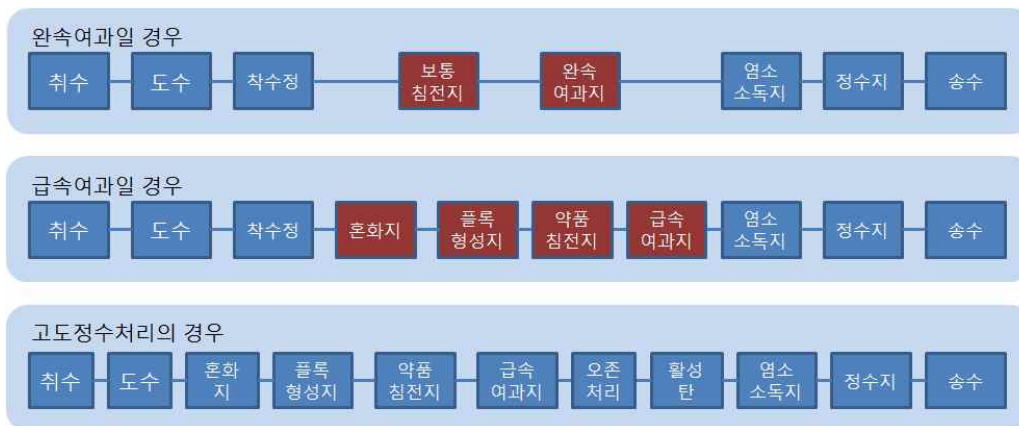 완속여과일 경우
취수 도수 착수정 보통 침전지 완속 여과지 염소 소독지 정수지 송수
급속여과일 경우
취수 도수 착수정 혼화지 플록 형성지 약품 침전지 급속 여과지 염소 소독지 정수지 송수
고도정수처리의 경우
취수 도수 혼화 지 플록 형성지 약품 침전지 급속 여과지 오존 처리 활성 탄 염소 소독지 정수지 송수